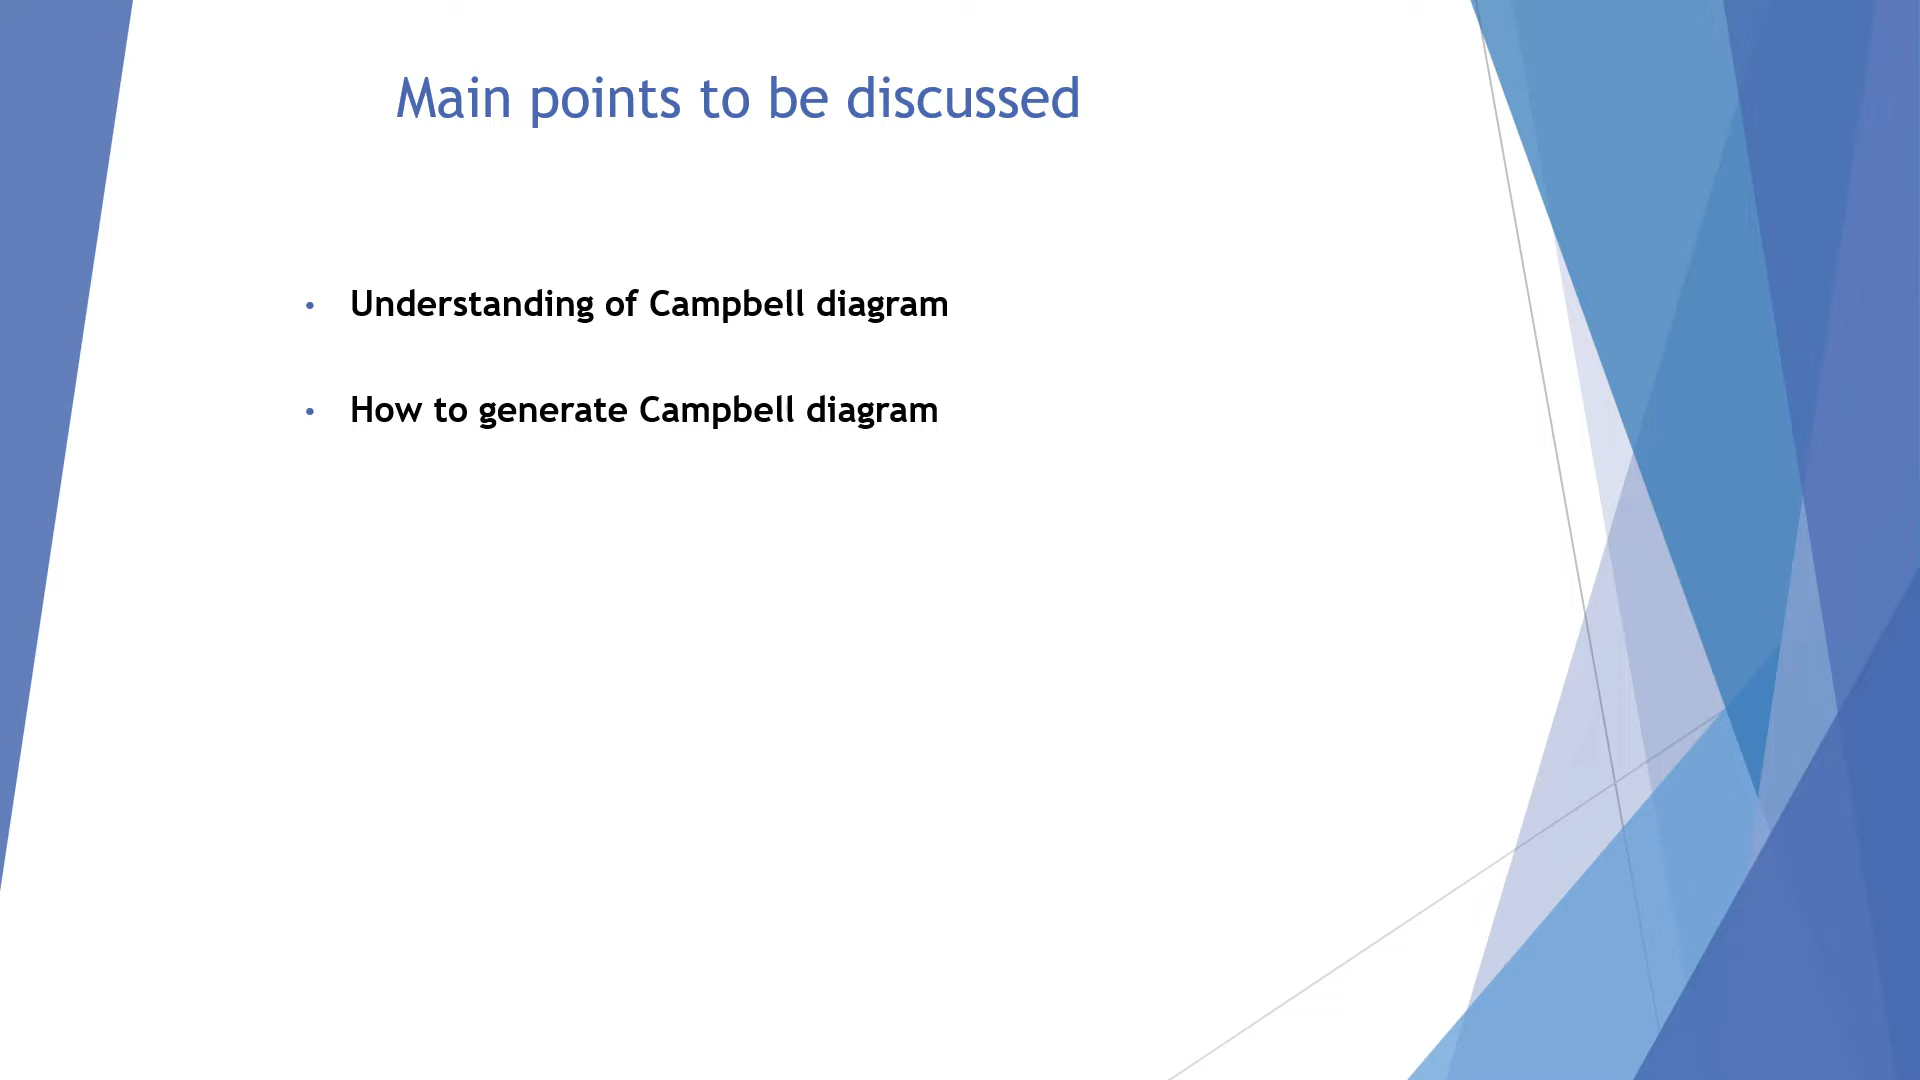 Main points to be discussed
• Understanding of Campbell diagram
• How to generate Campbell diagram